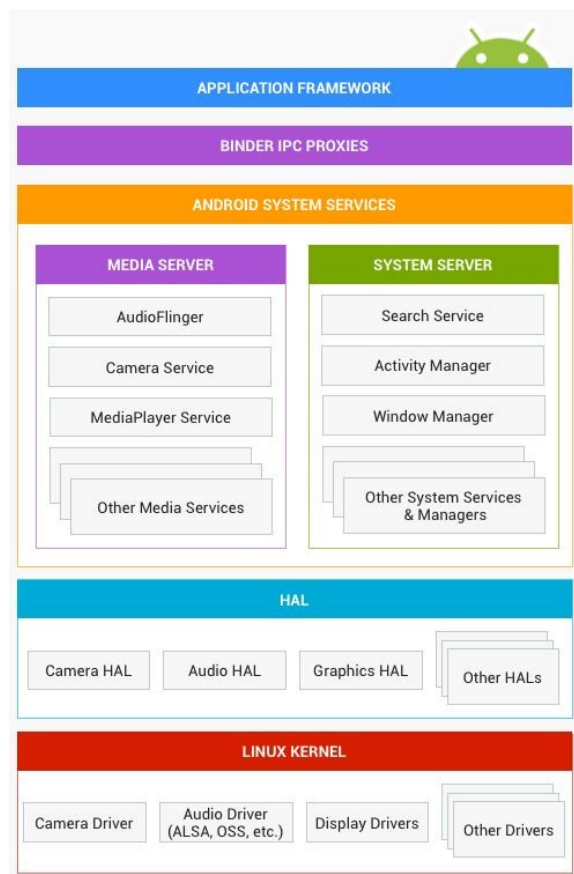 APPLICATION FRAMEWORK
BINDER IPC PROXIES
ANDROID SYSTEM SERVICES
MEDIA SERVER
AudioFlinger
Camera Service
MediaPlayer Service
Other Media Services
SYSTEM SERVER
Search Service
Activity Manager
Window Manager
Other System Services
& Managers
HAL
Camera HAL
Audio HAL
Graphics HAL
Other HALs
LINUX KERNEL
Camera Driver
Audio Driver
(ALSA, OSS, etc.)
Display Drivers
Other Drivers